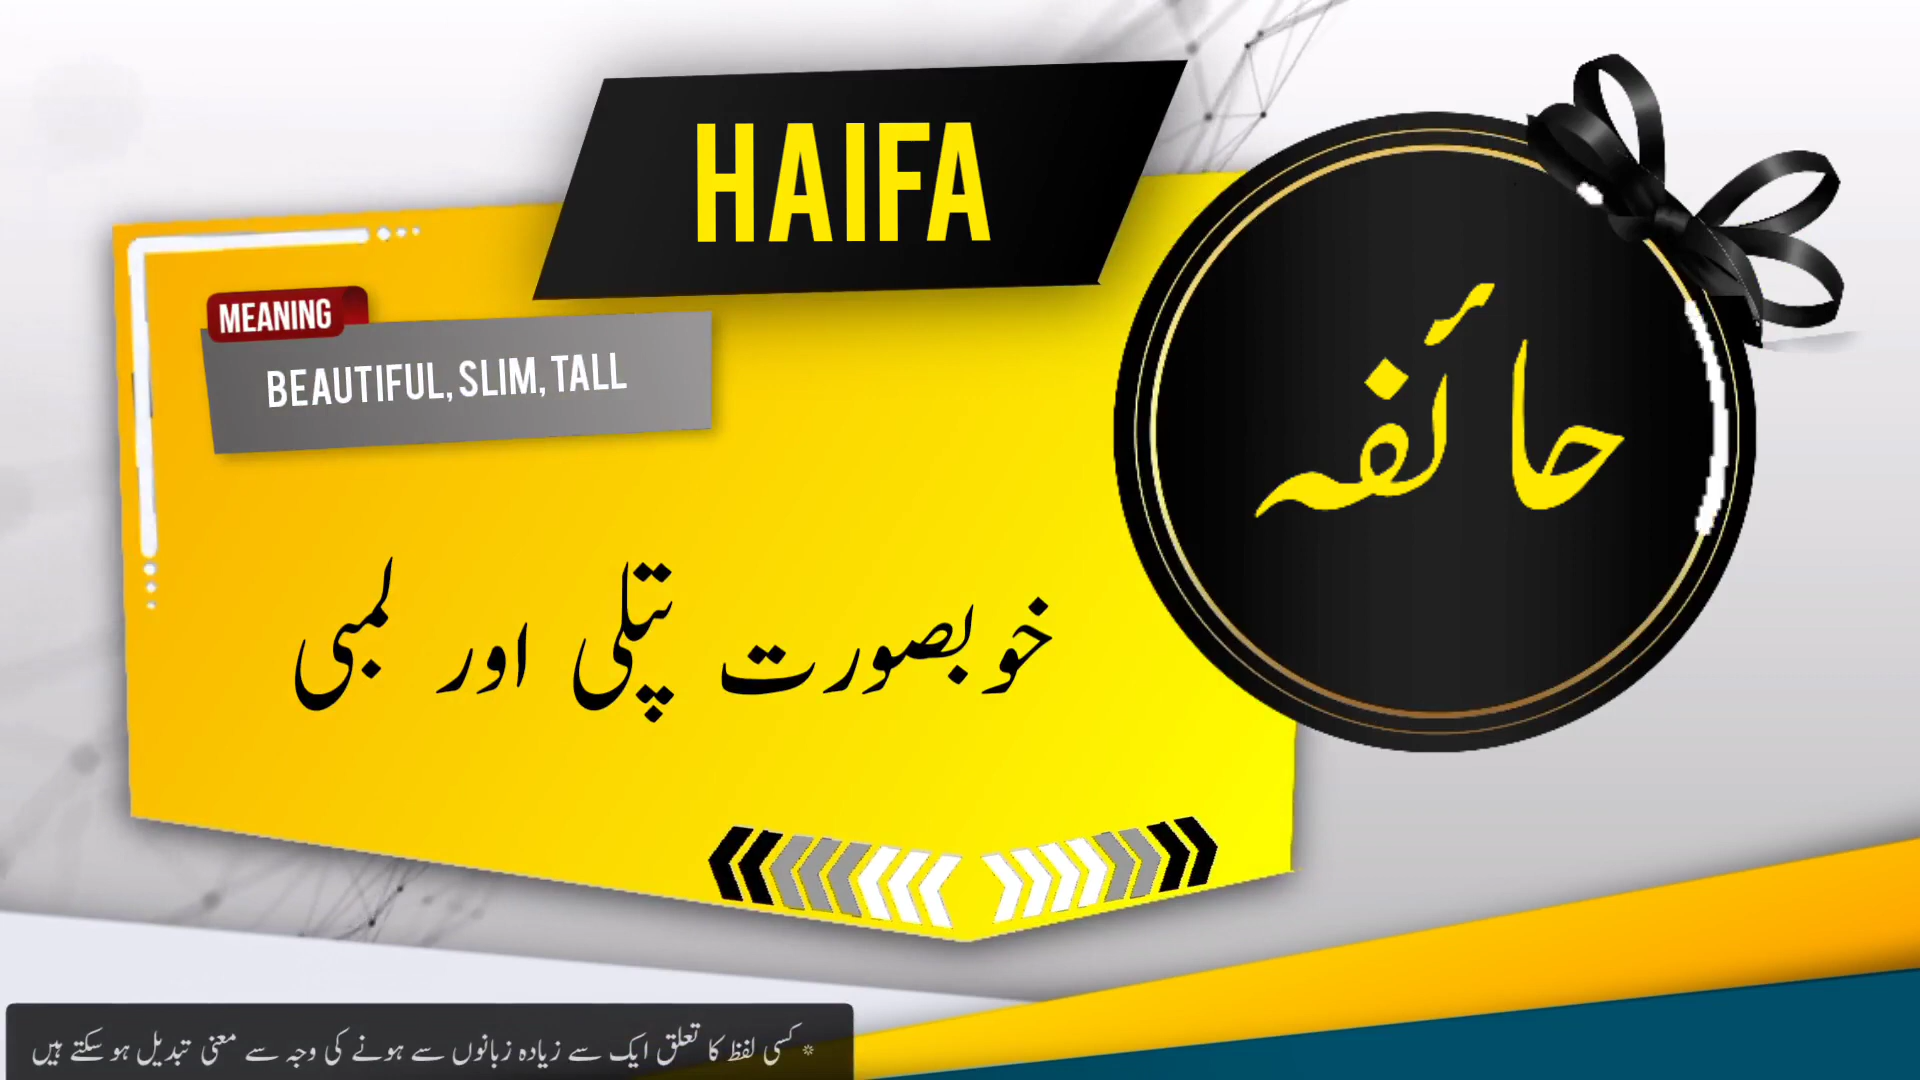 HAIFA
حائفہ
MEANING
BEAUTIFUL, SLIM, TALL
خوبصورت پتلی اور لمبی
* کسی لفظ کا تعلق ایک سے زیادہ زبانوں سے ہونے کی وجہ سے معنی تبدیل ہو سکتے ہیں